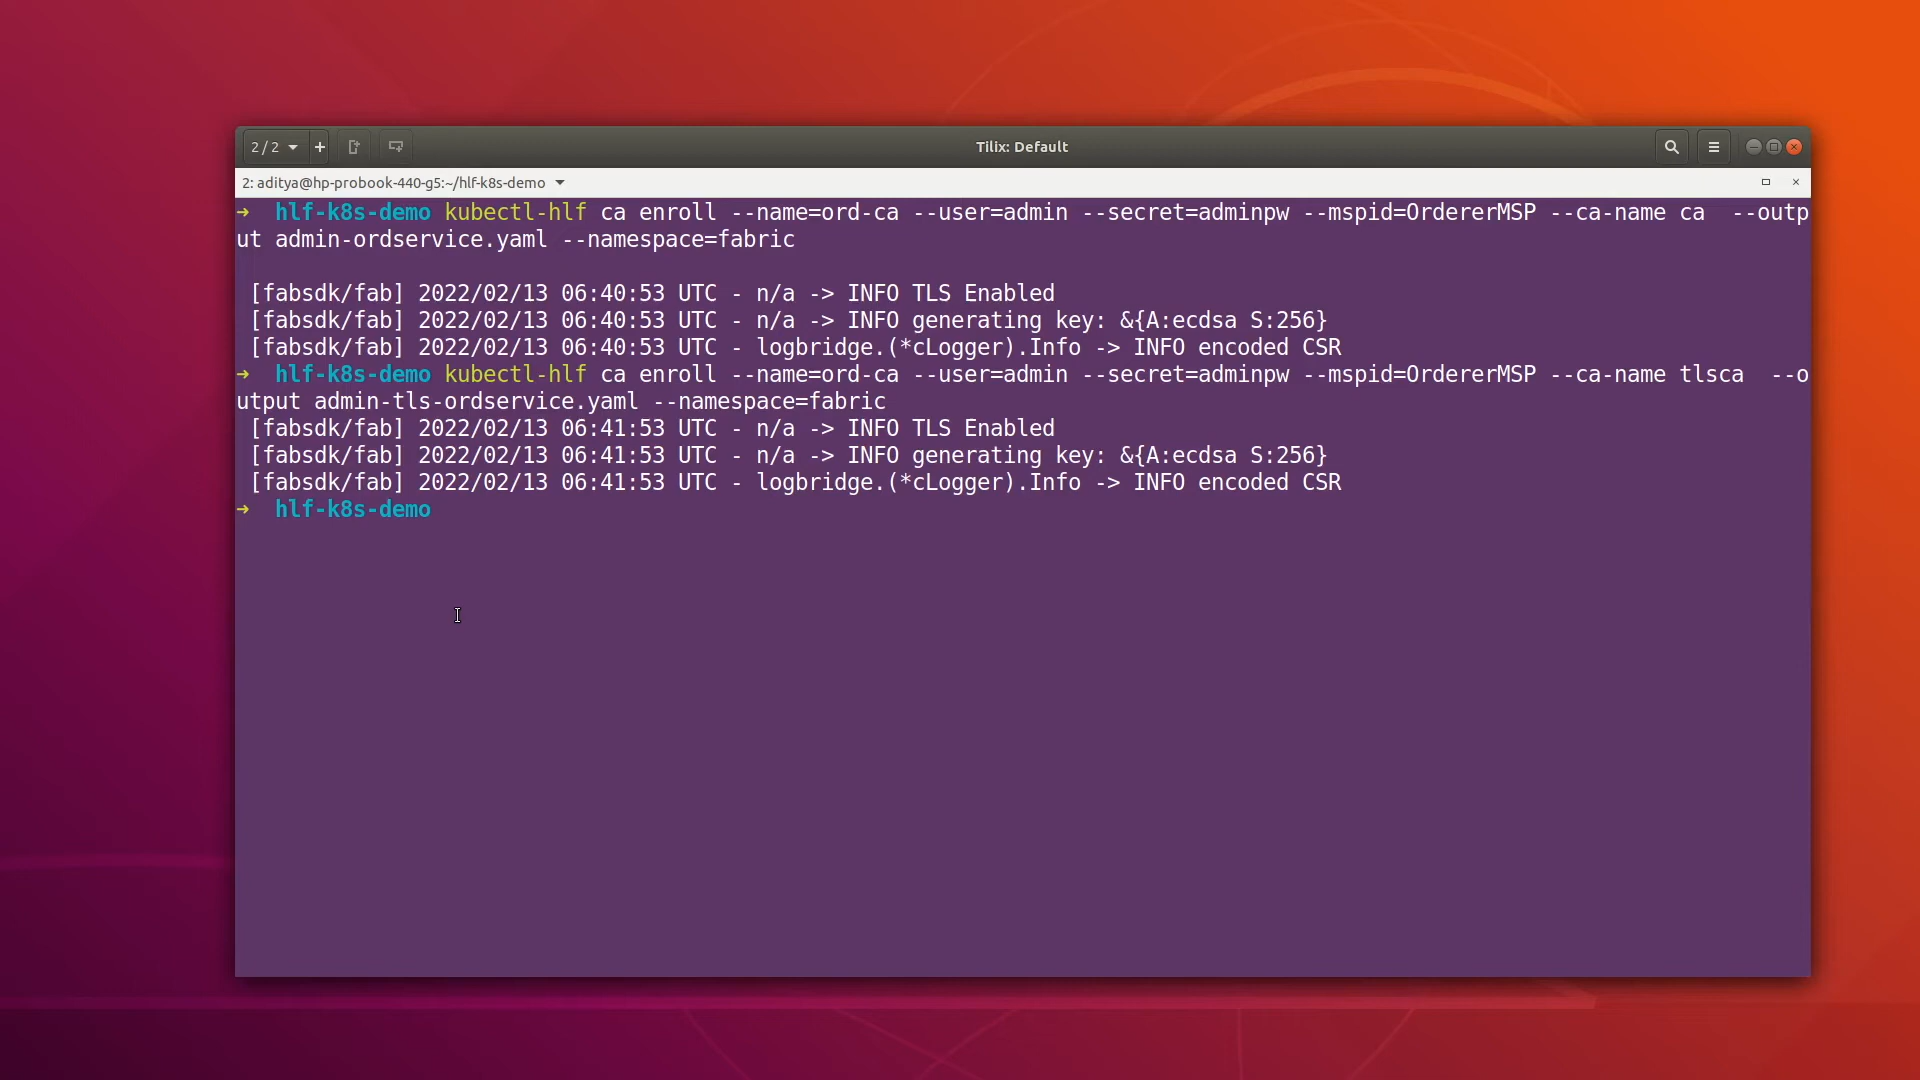 2 / 2
Tilix: Default
2: aditya@hp-probook-440-g5:~/hlf-k8s-demo
→ hlf-k8s-demo kubectl-hlf ca enroll --name=ord-ca --user=admin --secret=adminpw --mspid=OrdererMSP --ca-name ca  --outp
ut admin-ordservice.yaml --namespace=fabric
[fabsdk/fab] 2022/02/13 06:40:53 UTC - n/a -> INFO TLS Enabled
[fabsdk/fab] 2022/02/13 06:40:53 UTC - n/a -> INFO generating key: &{A:ecdsa S:256}
[fabsdk/fab] 2022/02/13 06:40:53 UTC - logbridge.(*cLogger).Info -> INFO encoded CSR
→ hlf-k8s-demo kubectl-hlf ca enroll --name=ord-ca --user=admin --secret=adminpw --mspid=OrdererMSP --ca-name tlsca  --o
utput admin-tls-ordservice.yaml --namespace=fabric
[fabsdk/fab] 2022/02/13 06:41:53 UTC - n/a -> INFO TLS Enabled
[fabsdk/fab] 2022/02/13 06:41:53 UTC - n/a -> INFO generating key: &{A:ecdsa S:256}
[fabsdk/fab] 2022/02/13 06:41:53 UTC - logbridge.(*cLogger).Info -> INFO encoded CSR
→ hlf-k8s-demo